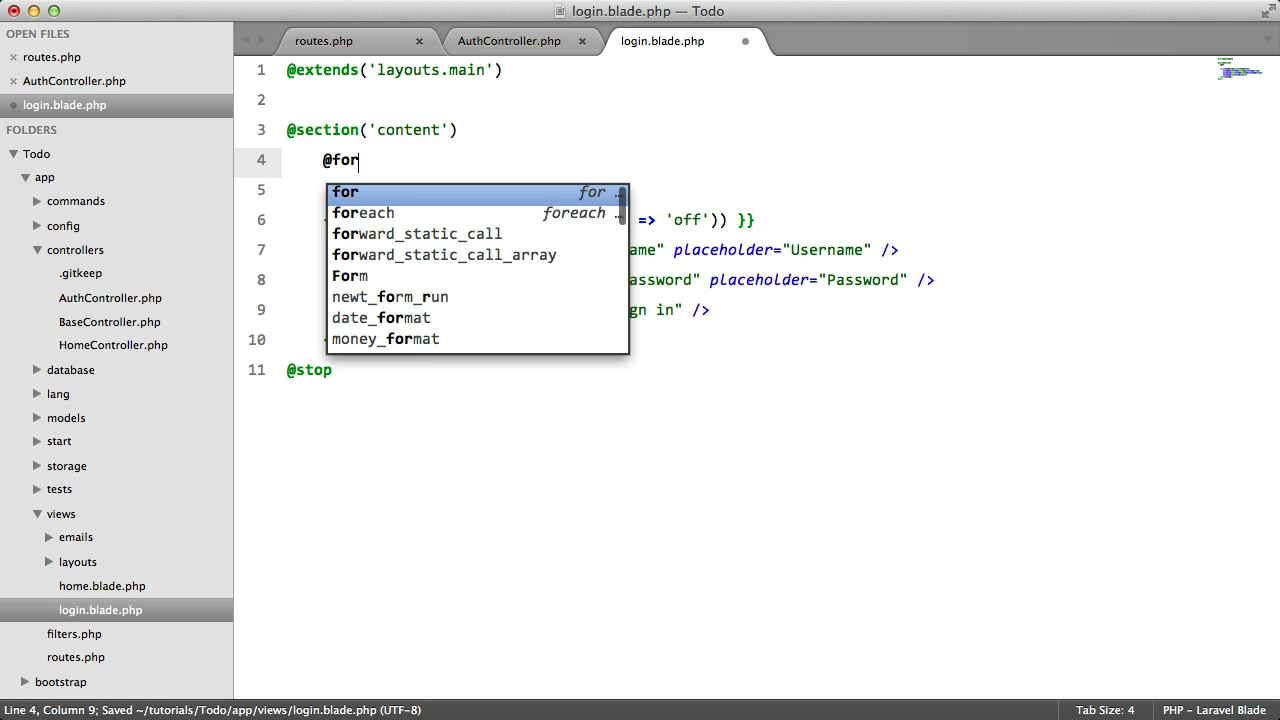 login.blade.php — Todo
OPEN FILES
routes.php
AuthController.php
login.blade.php
FOLDERS
Todo
app
commands
config
controllers
.gitkeep
AuthController.php
BaseController.php
HomeController.php
database
lang
models
start
storage
tests
views
emails
layouts
home.blade.php
login.blade.php
filters.php
routes.php
bootstrap
routes.php
AuthController.php
login.blade.php
1 @extends('layouts.main')
2
3 @section('content')
4 @for
5
6 => 'off')) }}
7 ame" placeholder="Username" />
8 assword" placeholder="Password" />
9 gn in" />
10
11 @stop
for for …
foreach foreach …
forward_static_call
forward_static_call_array
Form
newt_form_run
date_format
money_format
Line 4, Column 9; Saved ~/tutorials/Todo/app/views/login.blade.php (UTF-8)
Tab Size: 4
PHP - Laravel Blade